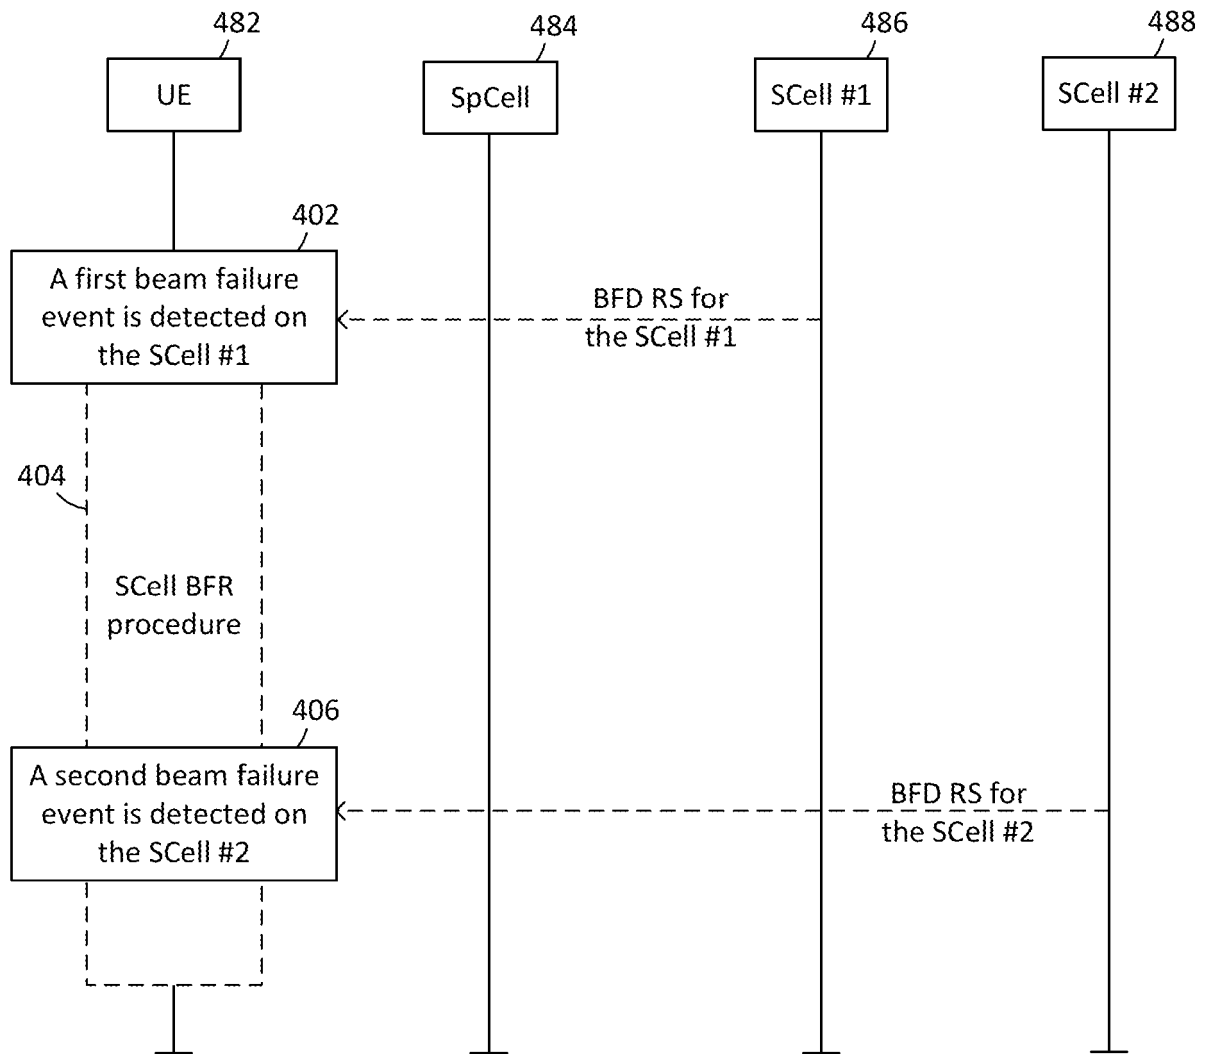 482
484
486
488
UE
SpCell
SCell #1
SCell #2
402
A first beam failure
event is detected on
the SCell #1
BFD RS for
the SCell #1
404
SCell BFR
procedure
406
A second beam failure
event is detected on
the SCell #2
BFD RS for
the SCell #2